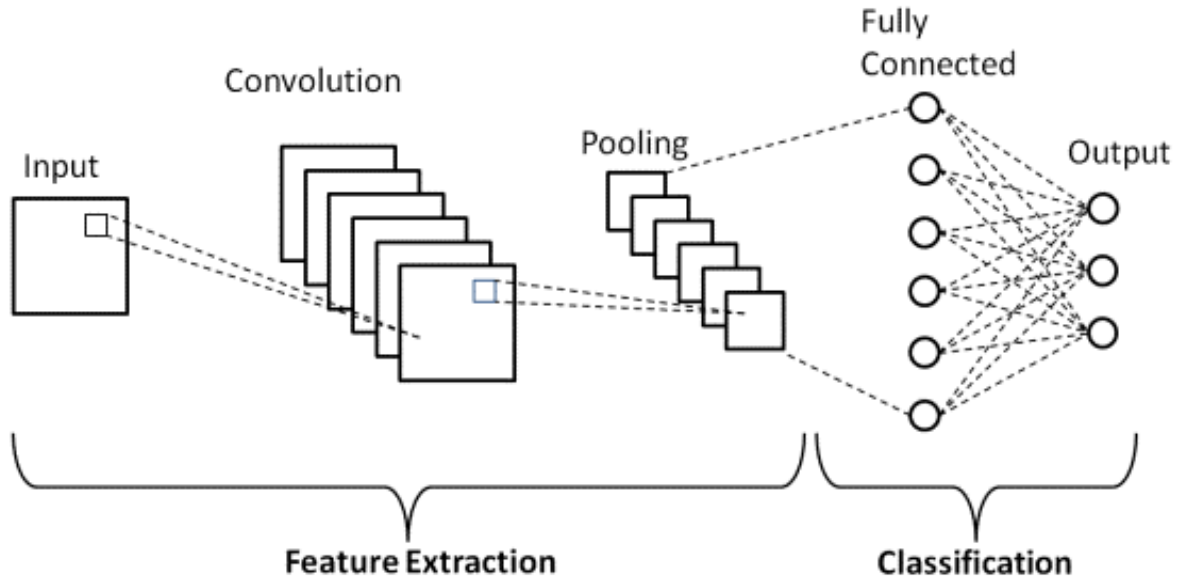 Input
Convolution
Pooling
Fully
Connected
Output
Feature Extraction
Classification